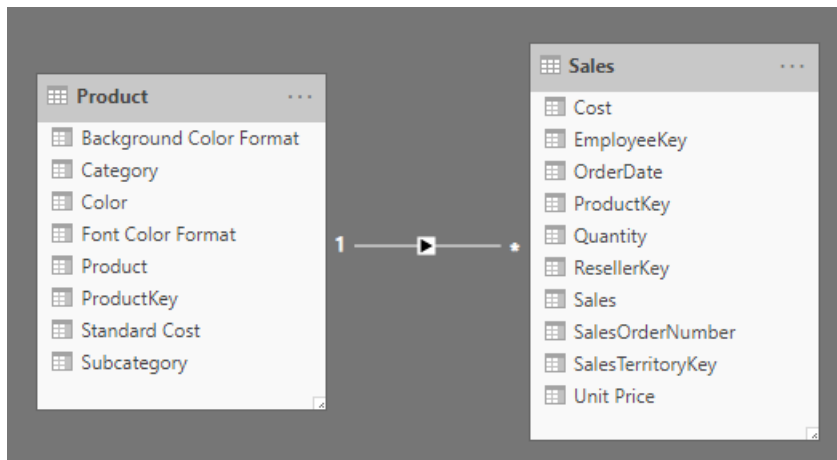 Product
Background Color Format
Category
Color
Font Color Format
Product
ProductKey
Standard Cost
Subcategory
1
*
Sales
Cost
EmployeeKey
OrderDate
ProductKey
Quantity
ResellerKey
Sales
SalesOrderNumber
SalesTerritoryKey
Unit Price